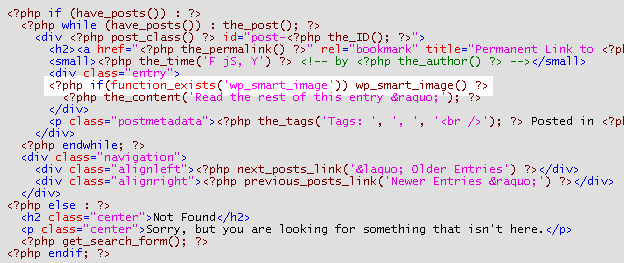 <?php if (have_posts()) : ?>
<?php while (have_posts()) : the_post(); ?>
<div <?php post_class() ?> id="post-<?php the_ID(); ?>">
<h2><a href="<?php the_permalink() ?>" rel="bookmark" title="Permanent Link to <?p
<small><?php the_time('F jS, Y') ?> <!-- by <?php the_author() ?> --></small>
<div class="entry">
<?php if(function_exists('wp_smart_image')) wp_smart_image() ?>
<?php the_content('Read the rest of this entry &raquo;'); ?>
</div>
<p class="postmetadata"><?php the_tags('Tags: ', ', ', '<br />'); ?> Posted in <?p
</div>
<?php endwhile; ?>
<div class="navigation">
<div class="alignleft"><?php next_posts_link('&laquo; Older Entries') ?></div>
<div class="alignright"><?php previous_posts_link('Newer Entries &raquo;') ?></div>
</div>
<?php else : ?>
<h2 class="center">Not Found</h2>
<p class="center">Sorry, but you are looking for something that isn't here.</p>
<?php get_search_form(); ?>
<?php endif; ?>